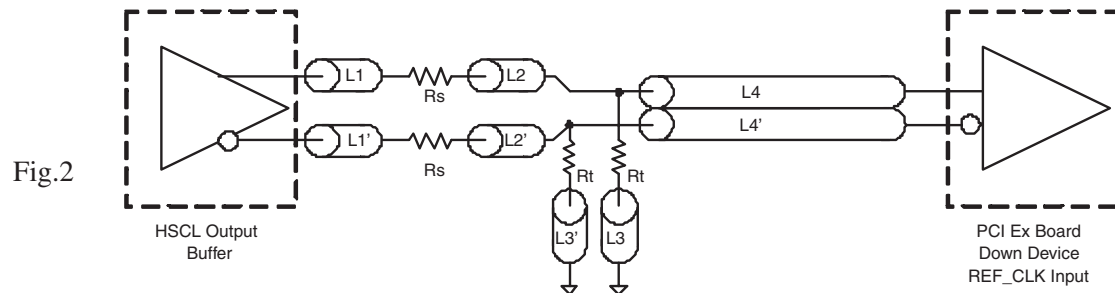 L1
L2
L4
Rs
L1'
L2'
L4'
Rs
Rt
Rt
Fig.2
L3'
L3
HSCL Output
Buffer
PCI Ex Board
Down Device
REF_CLK Input